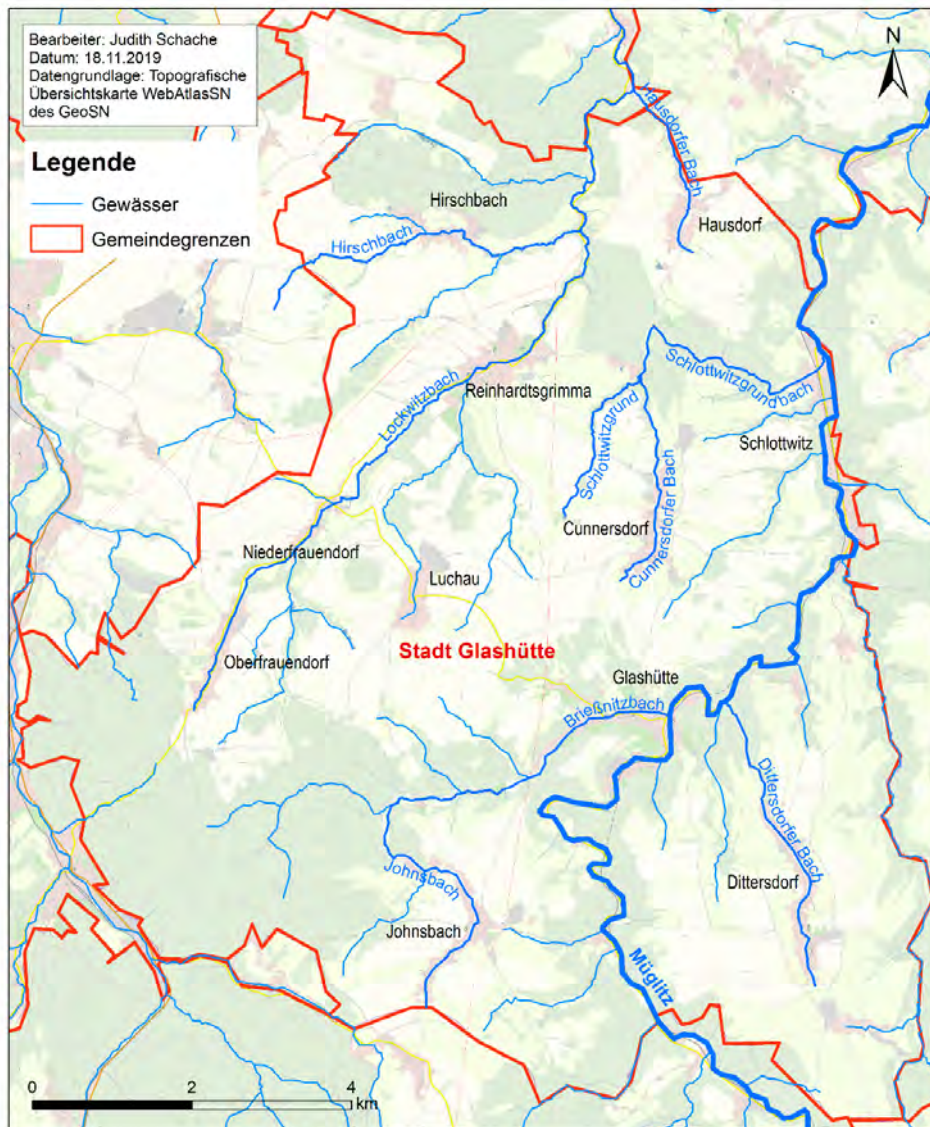 Bearbeiter: Judith Schache
Datum: 18.11.2019
Datengrundlage: Topografische
Übersichtskarte WebAtlasSN
des GeoSN
N
Legende
Gewässer
Gemeindegrenzen
Hausdorfer Bach
Hirschbach
Hausdorf
Hirschbach
Lockwitzbach
Reinhardtsgrimma
Schlottwitzgrundbach
Schlottwitzgrund
Schlottwitz
Cunnersdorf
Cunnersdorfer Bach
Niederfrauendorf
Luchau
Stadt Glashütte
Oberfrauendorf
Glashütte
Brießnitzbach
Dittersdorfer Bach
Dittersdorf
Johnsbach
Johnsbach
Müglitz
0 2 4
km